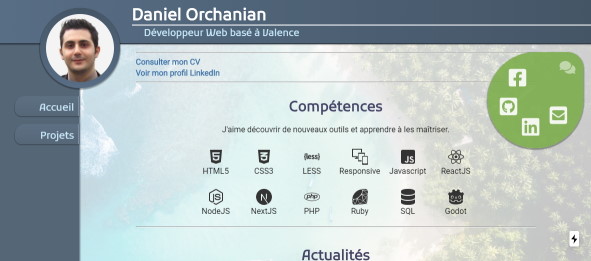 Daniel Orchanian
Développeur Web basé à Valence
Consulter mon CV
Voir mon profil LinkedIn
Accueil
Projets
Compétences
J'aime découvrir de nouveaux outils et apprendre à les maîtriser.
{less} JS
HTML5 CSS3 LESS Responsive Javascript ReactJS
JS N php
NodeJS NextJS PHP Ruby SQL Godot
in
Actualités